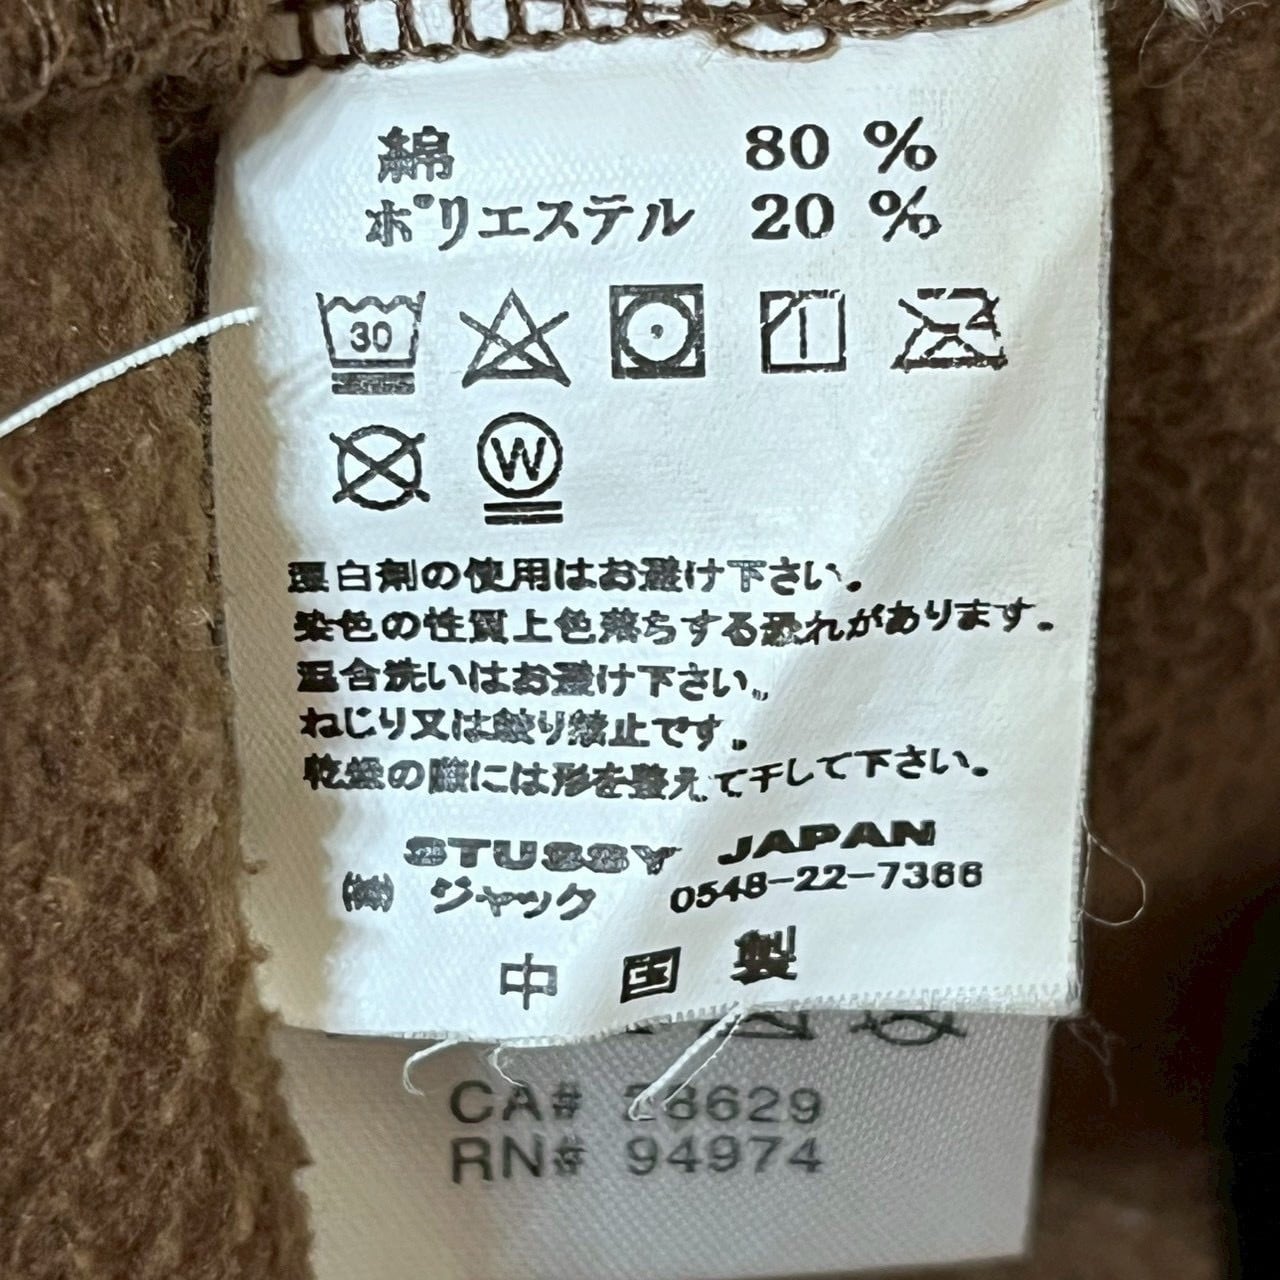 綿 80 %
ポリエステル 20 %
30
W
漂白剤の使用はお避け下さい。
染色の性質上色落ちする恐れがあります。
混合洗いはお避け下さい。
ねじり又は絞り禁止です。
乾燥の際には形を整えて干して下さい。
STUSSY JAPAN
㈱ ジャック 0548-22-7366
中国製
CA# 28629
RN# 94974